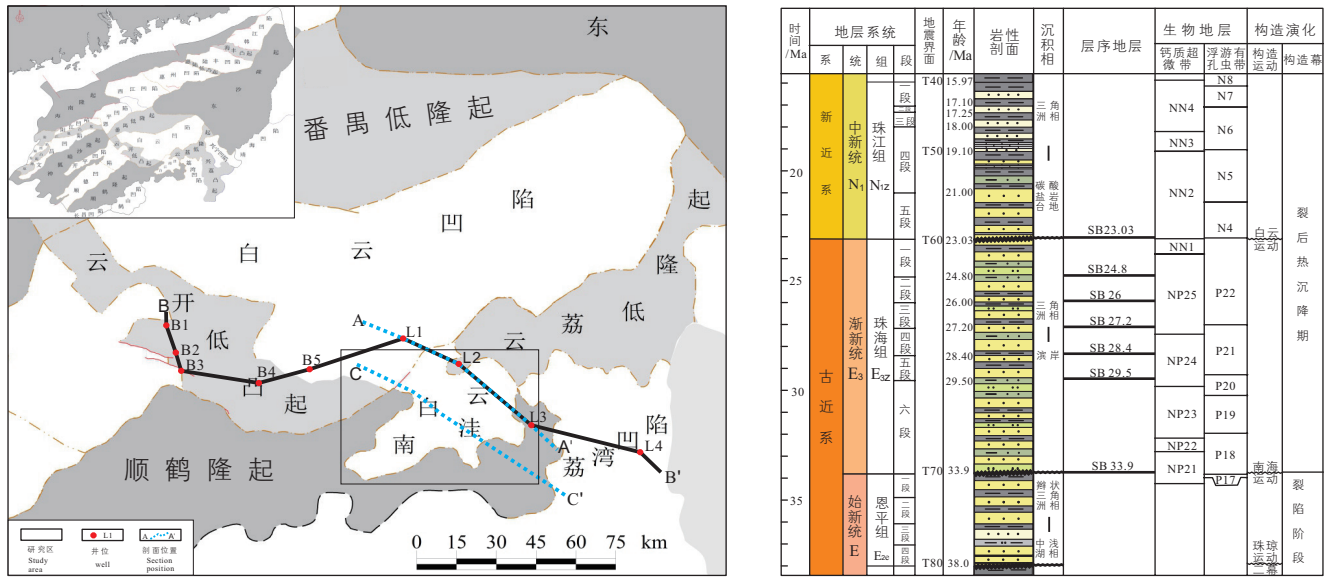 东
番禺低隆起
白云凹陷
云开低凸起
云荔低隆起
白云南洼
荔湾凹陷
顺鹤隆起
B
B1
B2
B3
B4
B5
A
L1
L2
C
L3
A'
L4
B'
C'
L1
A A'
研究区
井位
剖面位置
Study area
well
Section position
0 15 30 45 60 75 km
时间/Ma
地层系统
系
统
组
段
地震界面
年龄/Ma
岩性剖面
沉积相
层序地层
生物地层
钙质超微带
浮游有孔虫带
构造演化
构造运动
构造幕
20
25
30
35
新近系
古近系
中新统 N₁
渐新统 E₃
始新统 E
珠江组 N₁z
珠海组 E₃z
恩平组 E₂e
一段
三段
四段
五段
一段
二段
三段
四段
五段
六段
一段
二段
三段
四段
T40
T50
T60
T70
T80
15.97
17.10
17.25
18.00
19.10
21.00
23.03
24.80
26.00
27.20
28.40
29.50
33.9
38.0
三角洲相
碳酸盐岩台地
三角洲相
滨岸
辫状三角洲相
中浅湖相
SB23.03
SB24.8
SB 26
SB 27.2
SB 28.4
SB 29.5
SB 33.9
NN4
NN3
NN2
NN1
NP25
NP24
NP23
NP22
NP21
N8
N7
N6
N5
N4
P22
P21
P20
P19
P18
P17
白云运动
南海运动
珠琼运动二幕
裂后热沉降期
裂陷阶段